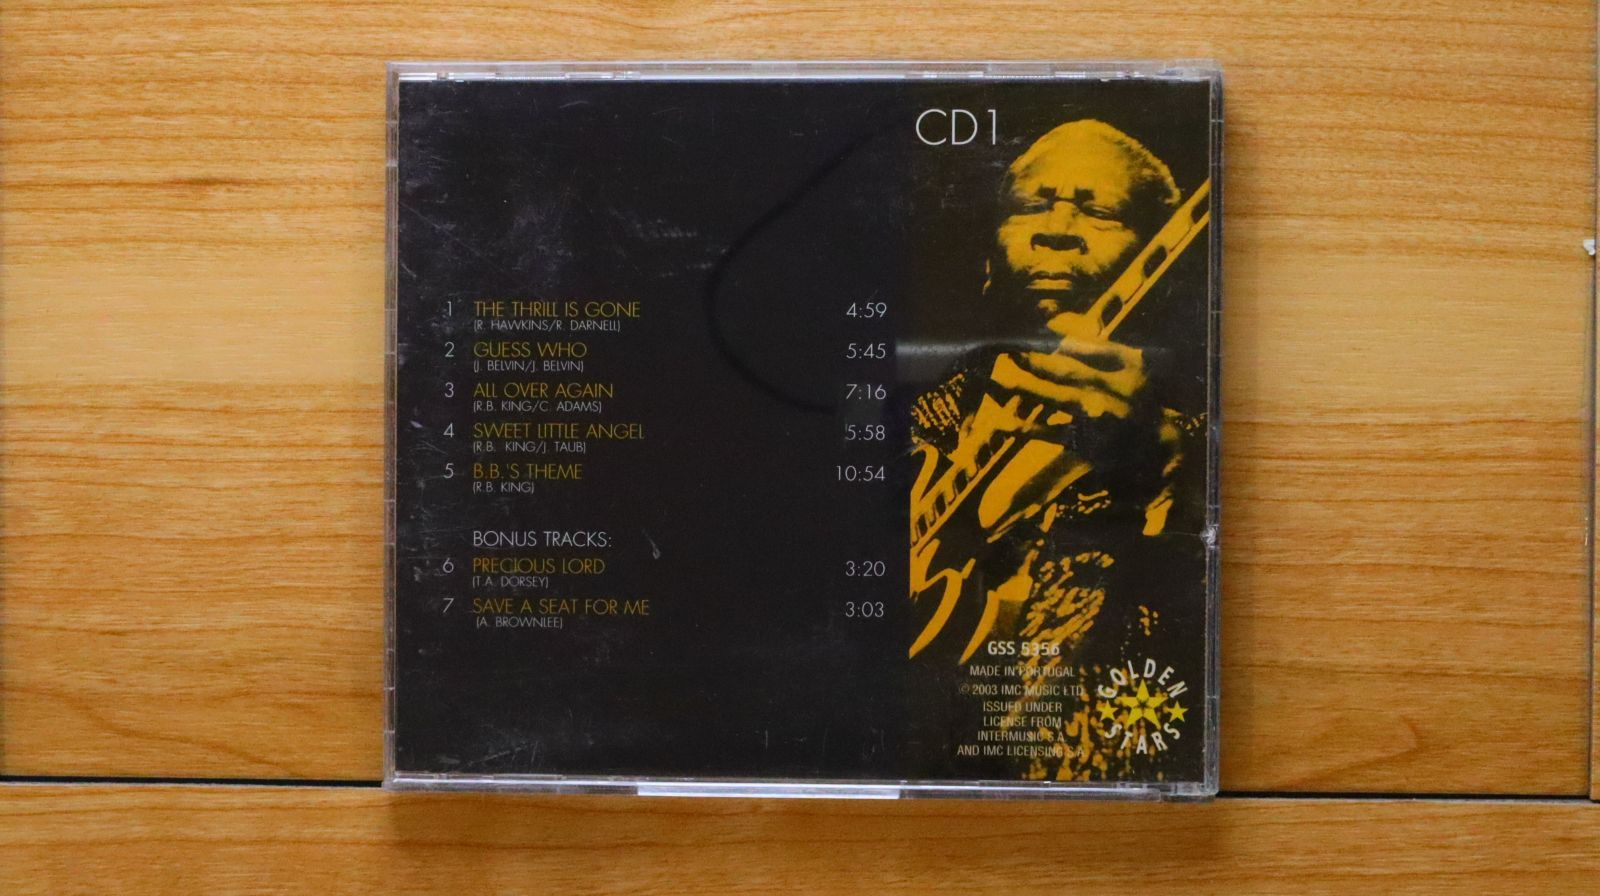 CD1
1 THE THRILL IS GONE 4:59
(R. HAWKINS/R. DARNELL)
2 GUESS WHO 5:45
(J. BELVIN/J. BELVIN)
3 ALL OVER AGAIN 7:16
(R.B. KING/C. ADAMS)
4 SWEET LITTLE ANGEL 5:58
(R.B. KING/J. TAUB)
5 B.B.'S THEME 10:54
(R.B. KING)
BONUS TRACKS:
6 PRECIOUS LORD 3:20
(T.A. DORSEY)
7 SAVE A SEAT FOR ME 3:03
(A. BROWNLEE)
GSS 5356
MADE IN PORTUGAL
© 2003 IMC MUSIC LTD
ISSUED UNDER
LICENSE FROM
INTERMUSIC S.A.
AND IMC LICENSING S.A
GOLDEN
STARS